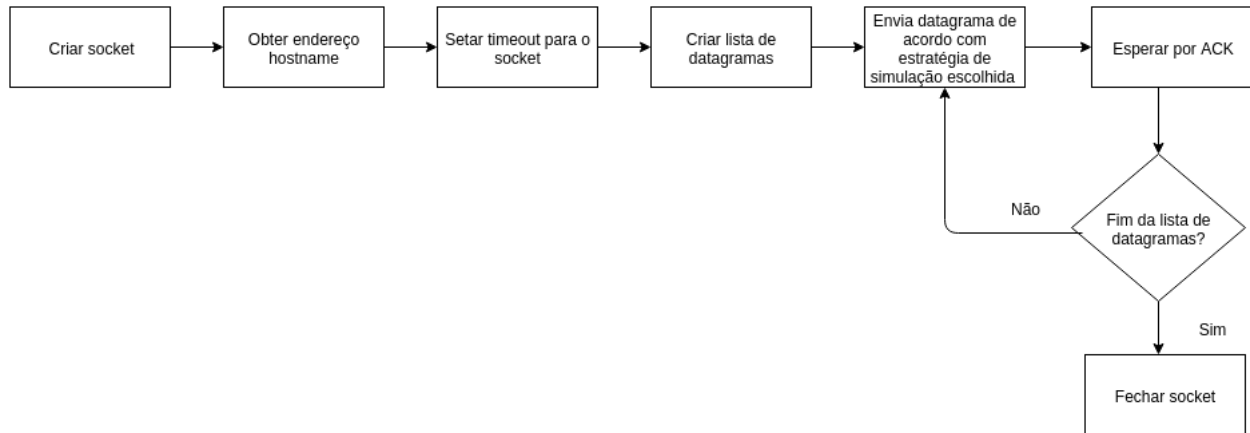 Criar socket
Obter endereço
hostname
Setar timeout para o
socket
Criar lista de
datagramas
Envia datagrama de
acordo com
estratégia de
simulação escolhida
Esperar por ACK
Não
Fim da lista de
datagramas?
Sim
Fechar socket